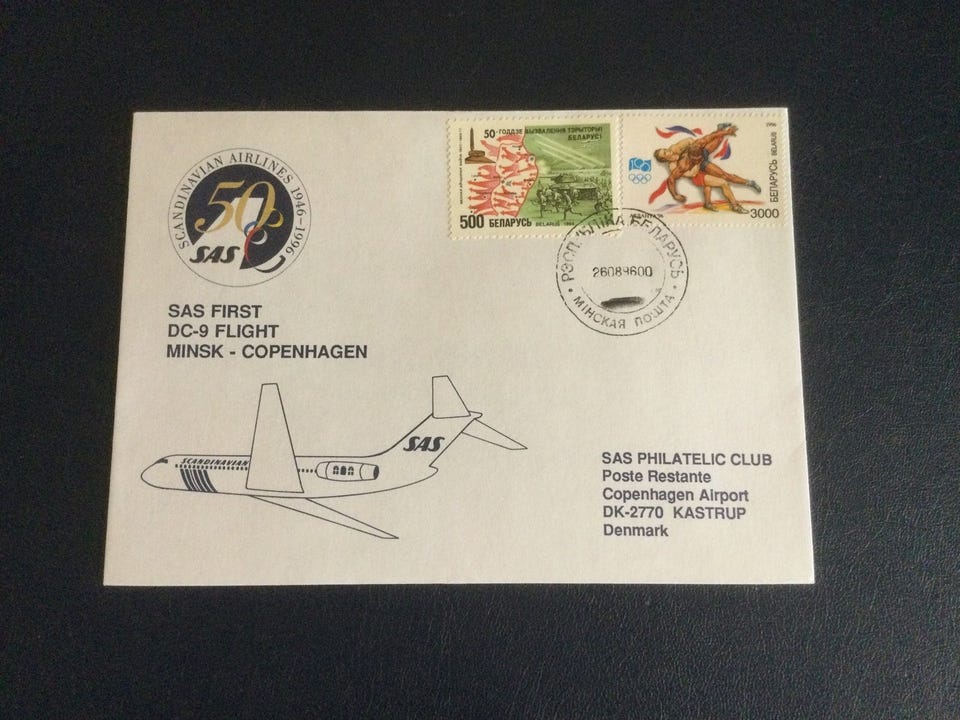 SCANDINAVIAN AIRLINES 1946-1996
50
SAS
SAS FIRST
DC-9 FLIGHT
MINSK - COPENHAGEN
SCANDINAVIAN
SAS
50-ГОДДЗЕ ВЫЗВАЛЕННЯ ТЭРЫТОРЫІ
БЕЛАРУСІ
500 БЕЛАРУСЬ BELARUS 1994
1996
БЕЛАРУСЬ BELARUS
3000
РЭСПУБЛІКА БЕЛАРУСЬ
26089600
МІНСКАЯ ПОШТА
SAS PHILATELIC CLUB
Poste Restante
Copenhagen Airport
DK-2770 KASTRUP
Denmark